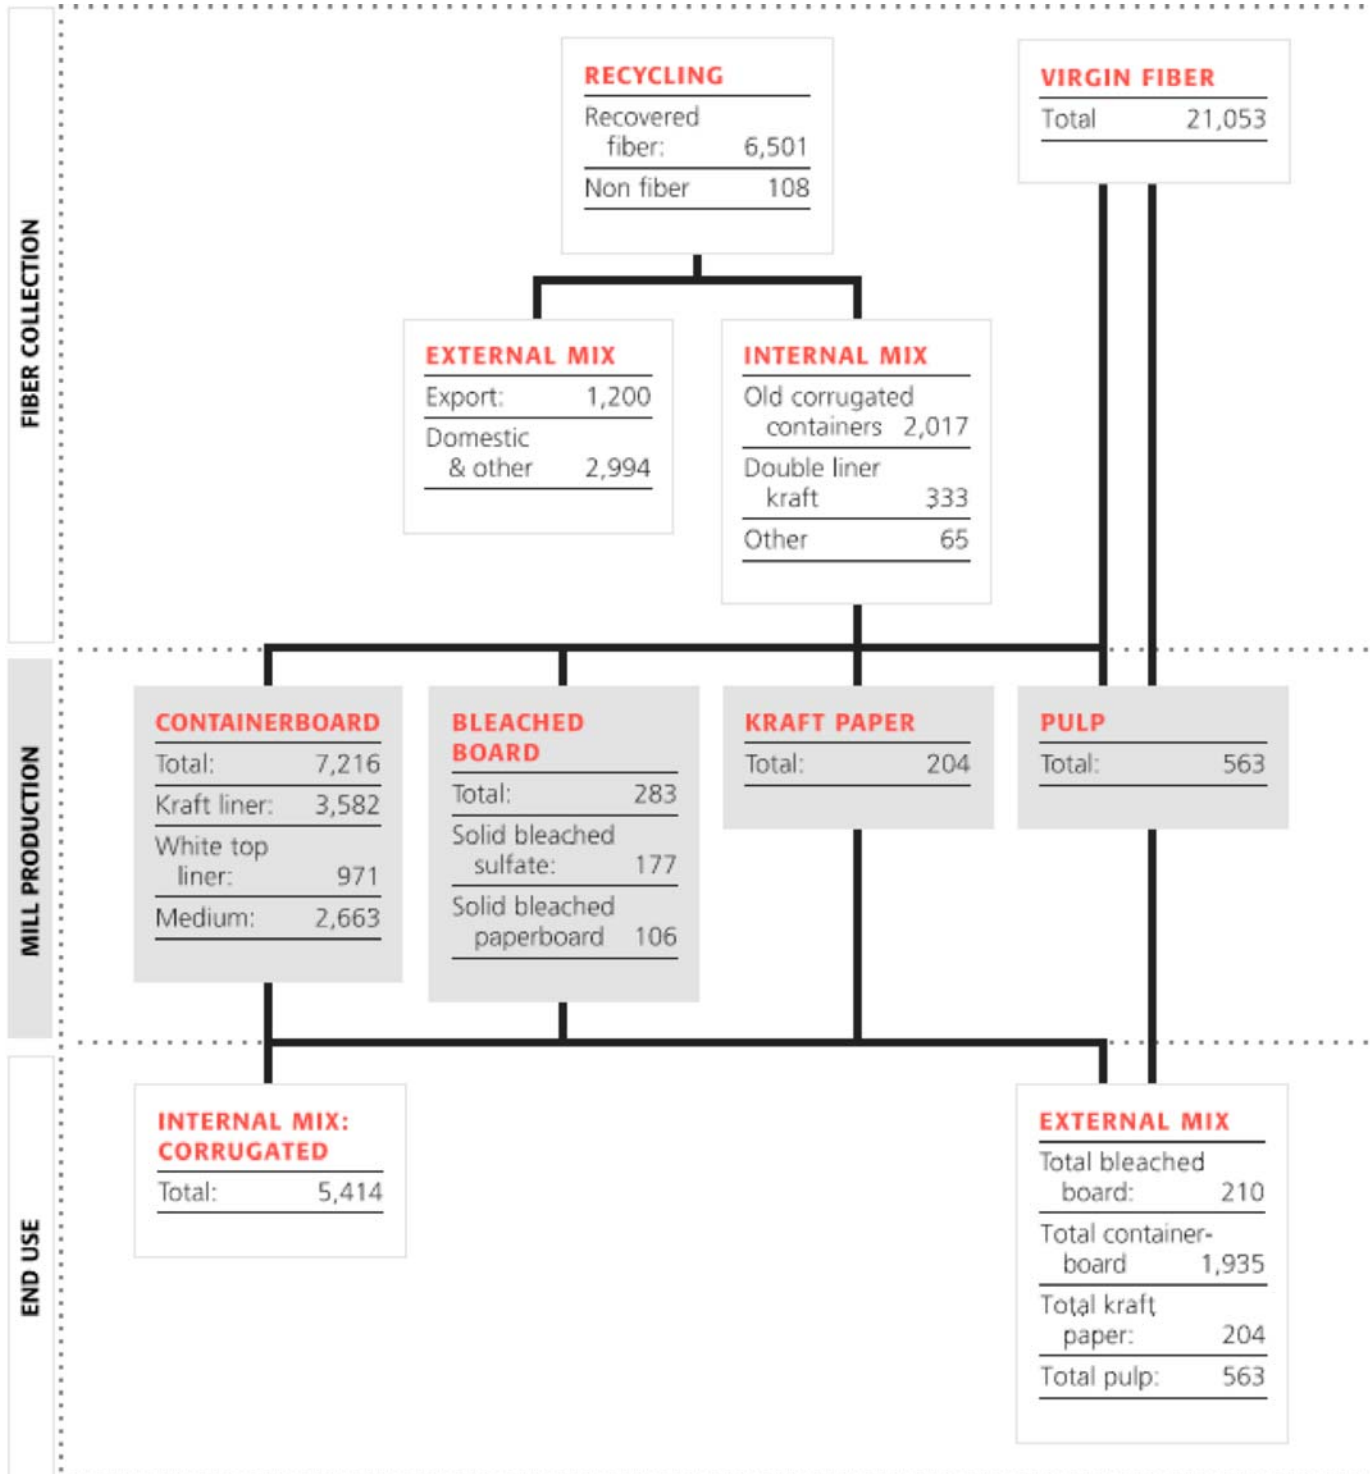 FIBER COLLECTION
RECYCLING
Recovered
fiber: 6,501
Non fiber 108
VIRGIN FIBER
Total 21,053
EXTERNAL MIX
Export: 1,200
Domestic
& other 2,994
INTERNAL MIX
Old corrugated
containers 2,017
Double liner
kraft 333
Other 65
MILL PRODUCTION
CONTAINERBOARD
Total: 7,216
Kraft liner: 3,582
White top
liner: 971
Medium: 2,663
BLEACHED
BOARD
Total: 283
Solid bleached
sulfate: 177
Solid bleached
paperboard 106
KRAFT PAPER
Total: 204
PULP
Total: 563
END USE
INTERNAL MIX:
CORRUGATED
Total: 5,414
EXTERNAL MIX
Total bleached
board: 210
Total container-
board 1,935
Total kraft
paper: 204
Total pulp: 563